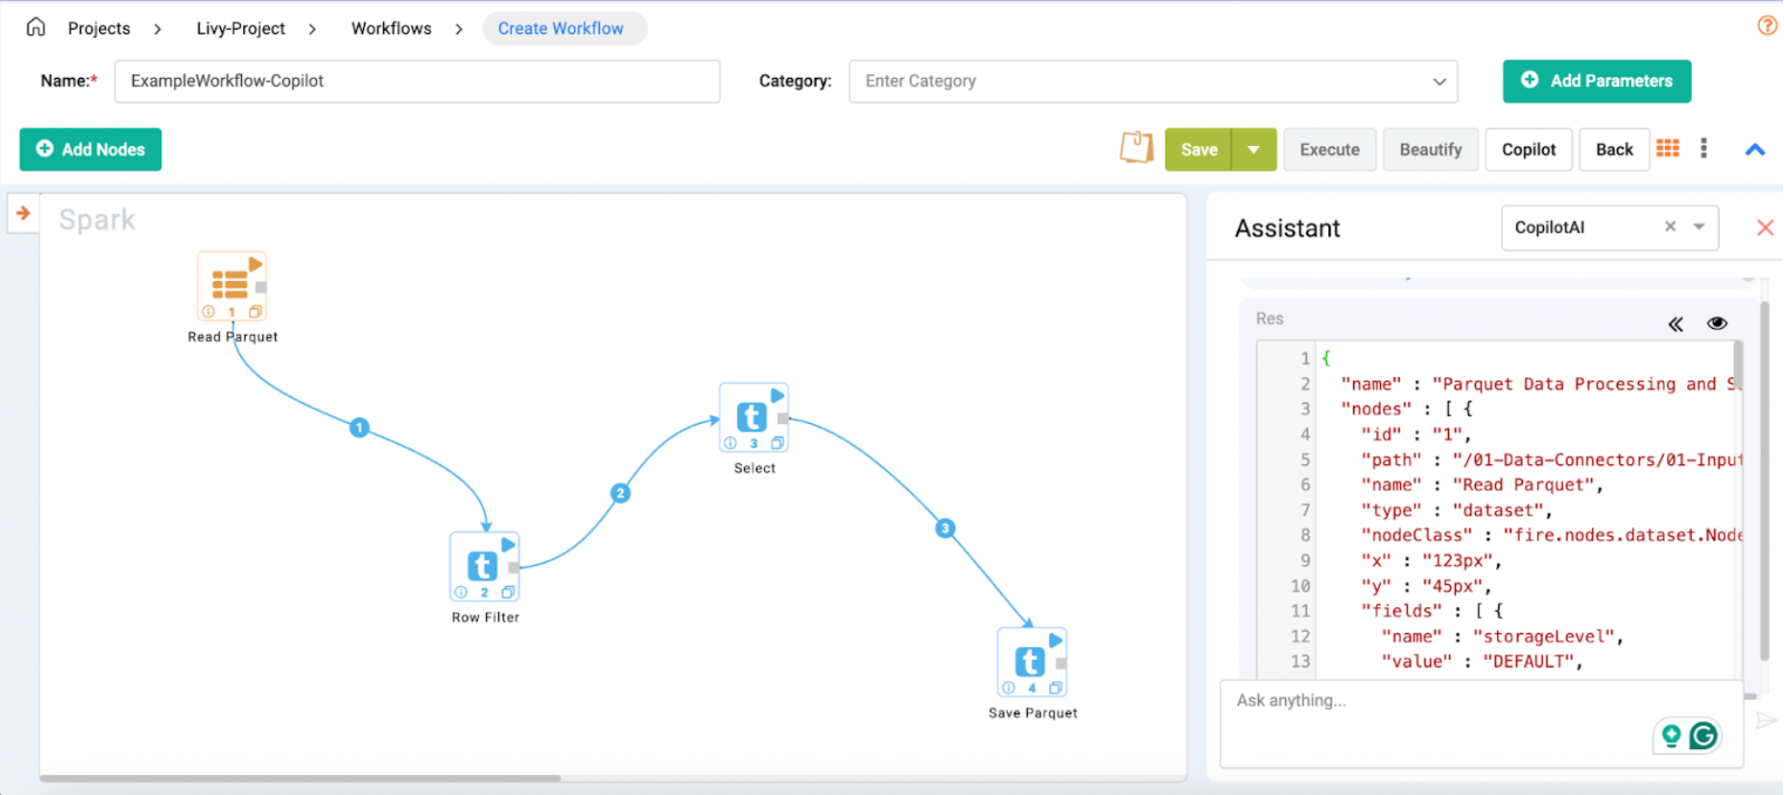 Projects > Livy-Project > Workflows > Create Workflow
Name:* ExampleWorkflow-Copilot Category: Enter Category Add Parameters
Add Nodes Save Execute Beautify Copilot Back
Spark
1
Read Parquet
1
2
Row Filter
2
3
Select
3
4
Save Parquet
Assistant CopilotAI
Res
1 {
2 "name" : "Parquet Data Processing and S
3 "nodes" : [ {
4 "id" : "1",
5 "path" : "/01-Data-Connectors/01-Input
6 "name" : "Read Parquet",
7 "type" : "dataset",
8 "nodeClass" : "fire.nodes.dataset.Node
9 "x" : "123px",
10 "y" : "45px",
11 "fields" : [ {
12 "name" : "storageLevel",
13 "value" : "DEFAULT",
Ask anything...